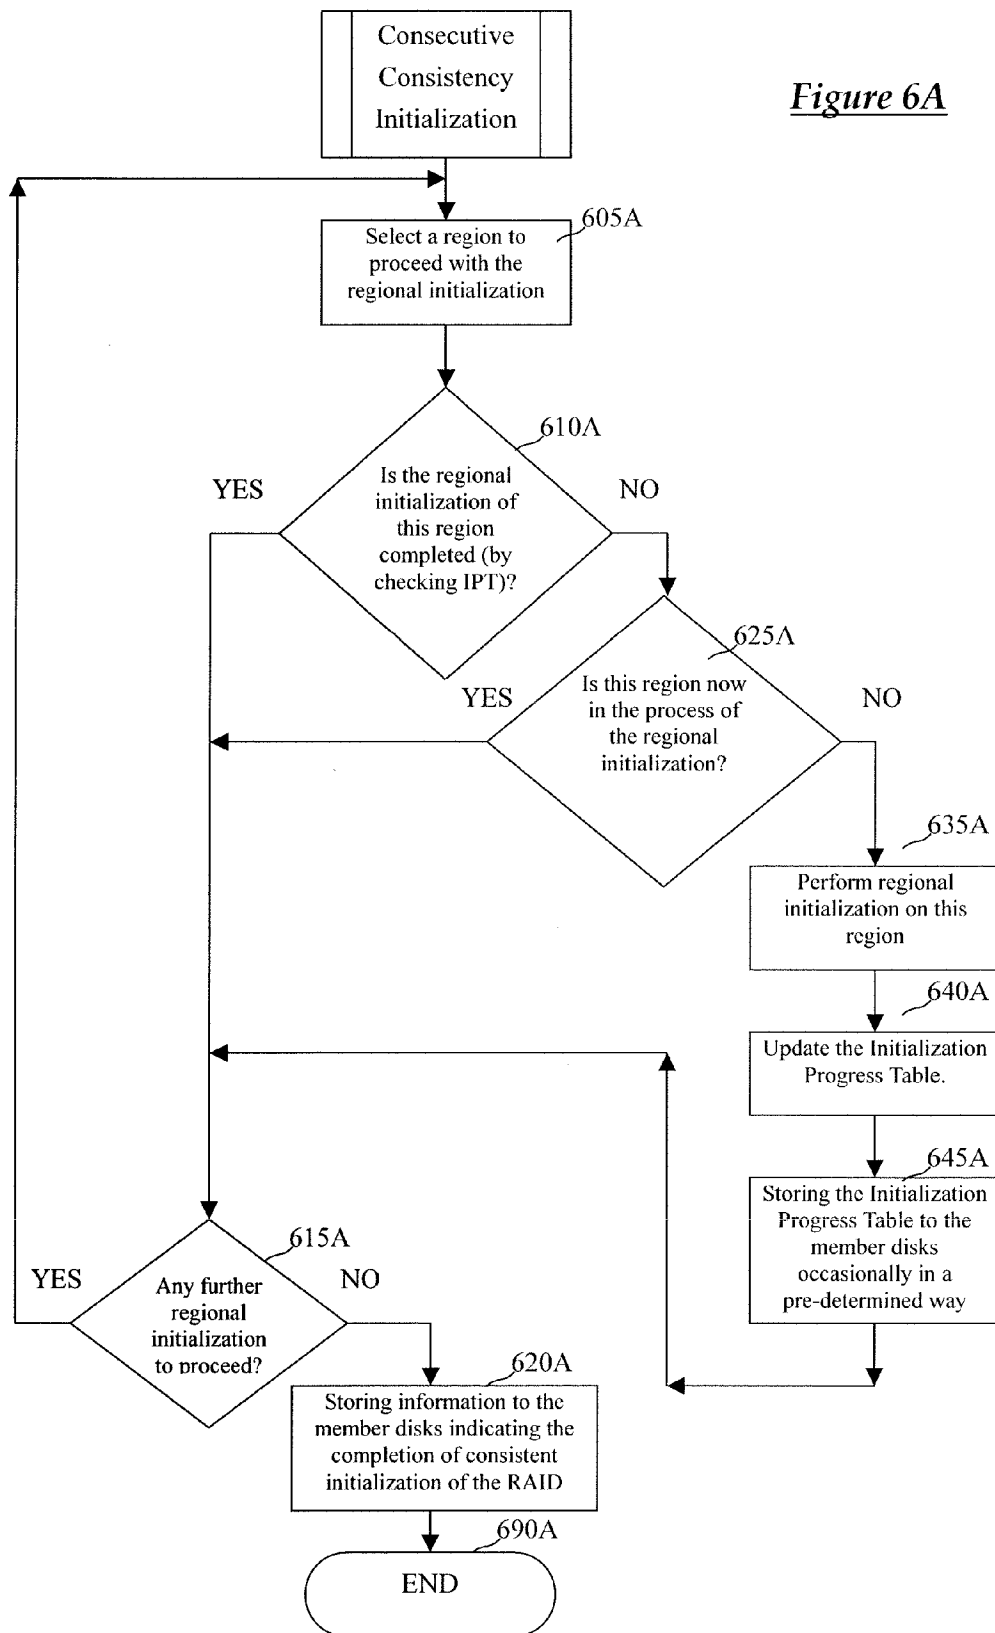 Consecutive
Consistency
Initialization
Figure 6A
605A
Select a region to
proceed with the
regional initialization
610A
YES
NO
Is the regional
initialization of
this region
completed (by
checking IPT)?
625A
YES
NO
Is this region now
in the process of
the regional
initialization?
635A
Perform regional
initialization on this
region
640A
Update the Initialization
Progress Table.
645A
Storing the Initialization
Progress Table to the
member disks
occasionally in a
pre-determined way
615A
YES
NO
Any further
regional
initialization
to proceed?
620A
Storing information to the
member disks indicating the
completion of consistent
initialization of the RAID
690A
END